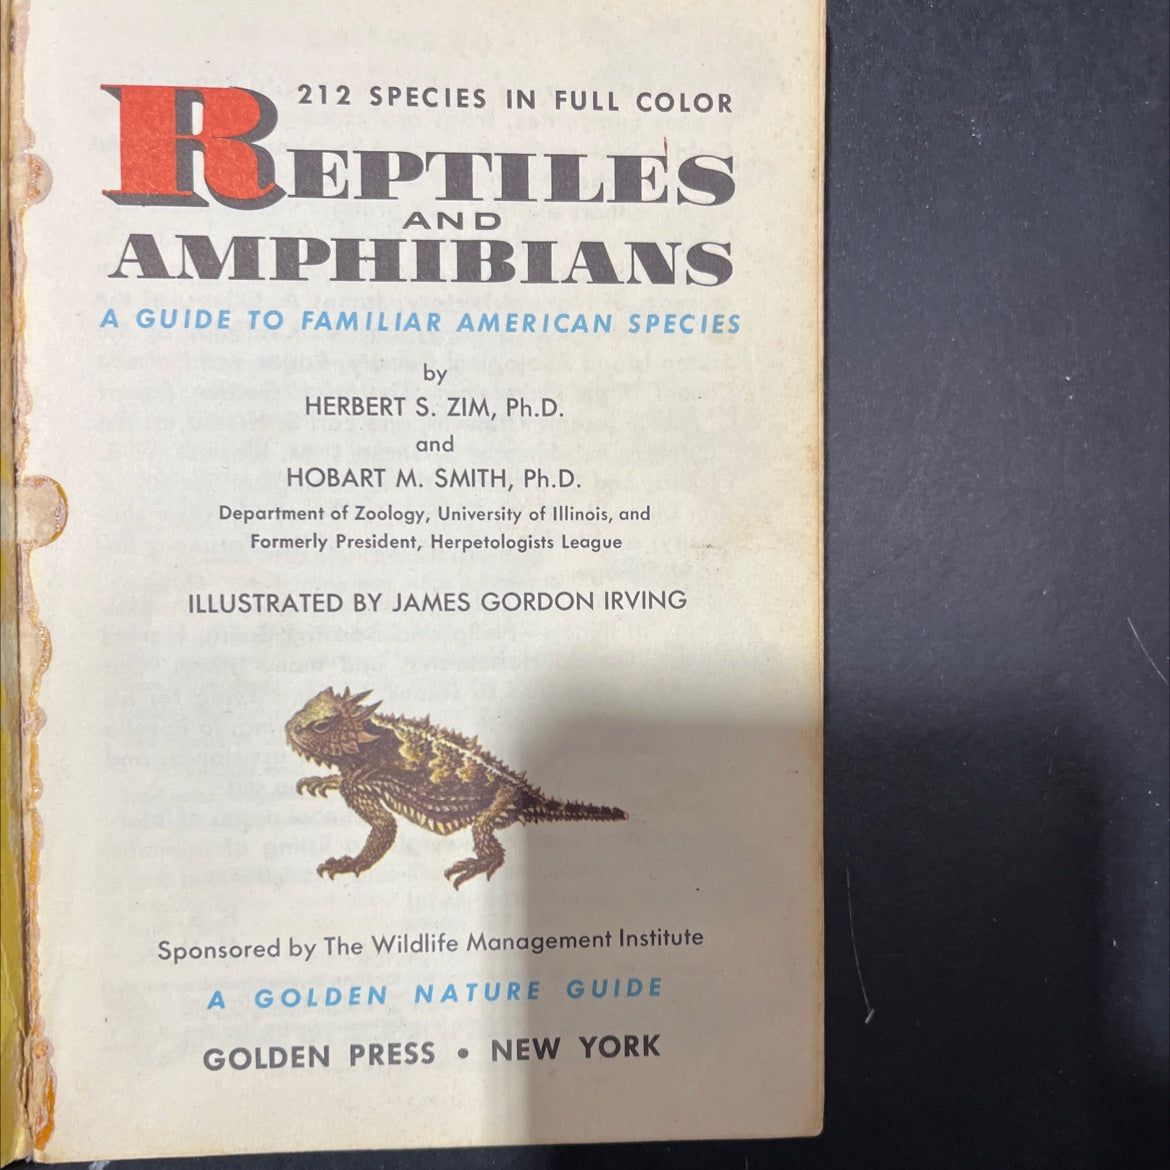 212 SPECIES IN FULL COLOR
REPTILES
AND
AMPHIBIANS
A GUIDE TO FAMILIAR AMERICAN SPECIES
by
HERBERT S. ZIM, Ph.D.
and
HOBART M. SMITH, Ph.D.
Department of Zoology, University of Illinois, and
Formerly President, Herpetologists League
ILLUSTRATED BY JAMES GORDON IRVING
Sponsored by The Wildlife Management Institute
A GOLDEN NATURE GUIDE
GOLDEN PRESS • NEW YORK